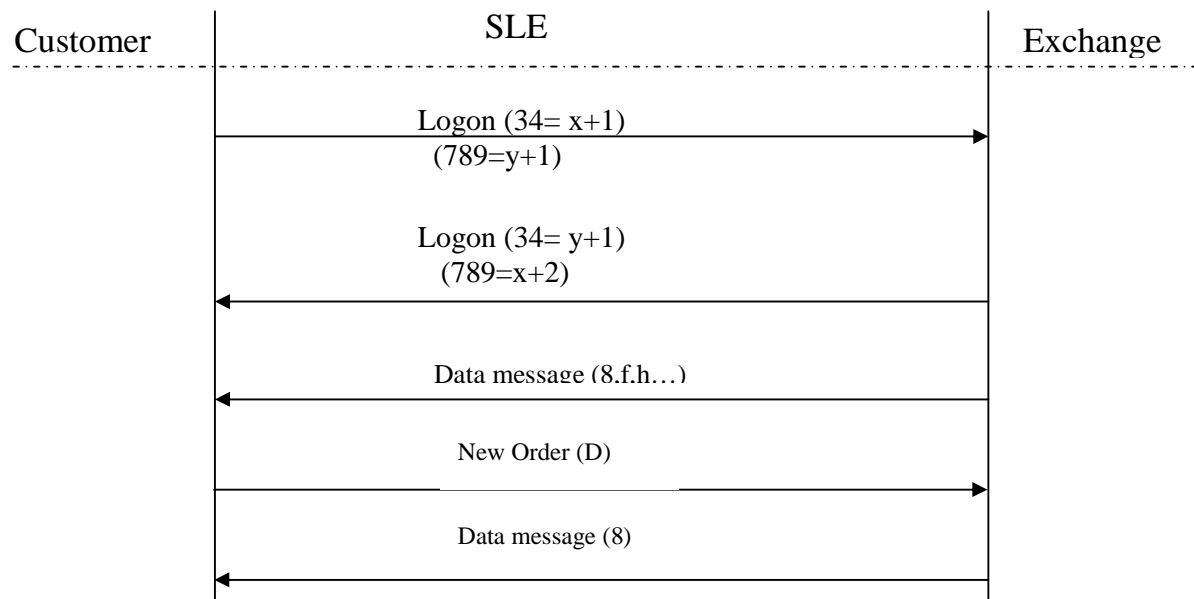 Customer
SLE
Exchange
Logon (34= x+1)
(789=y+1)
Logon (34= y+1)
(789=x+2)
Data message (8,f,h…)
New Order (D)
Data message (8)